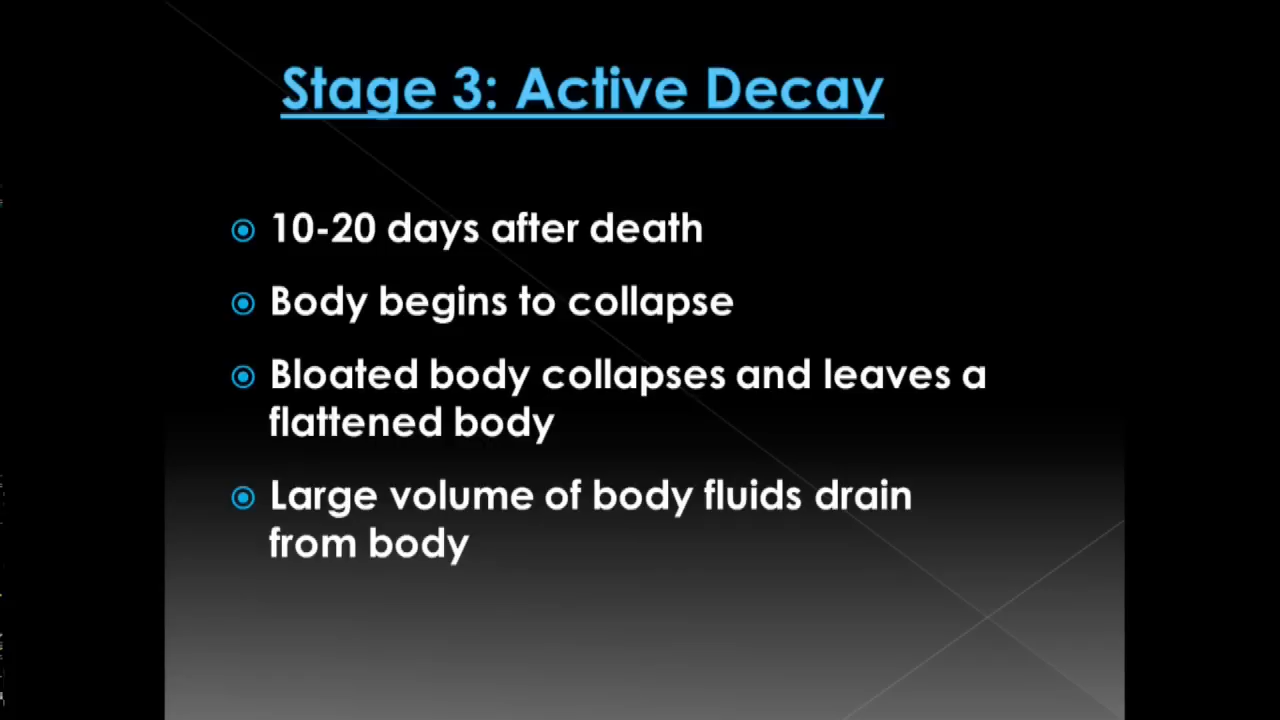 Stage 3: Active Decay
10-20 days after death
Body begins to collapse
Bloated body collapses and leaves a
flattened body
Large volume of body fluids drain
from body